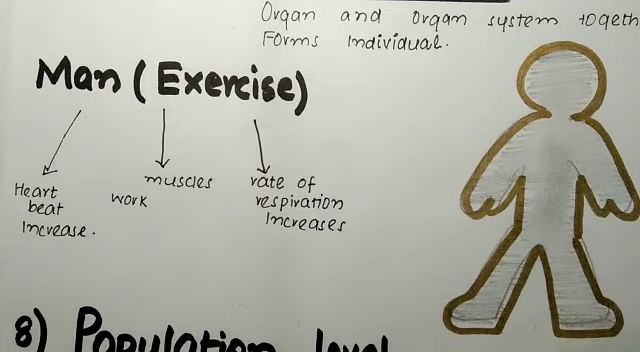 Organ and organ system togeth
Forms Individual.
Man (Exercise)
Heart beat Increase.
work muscles
rate of respiration Increases
8) Population level